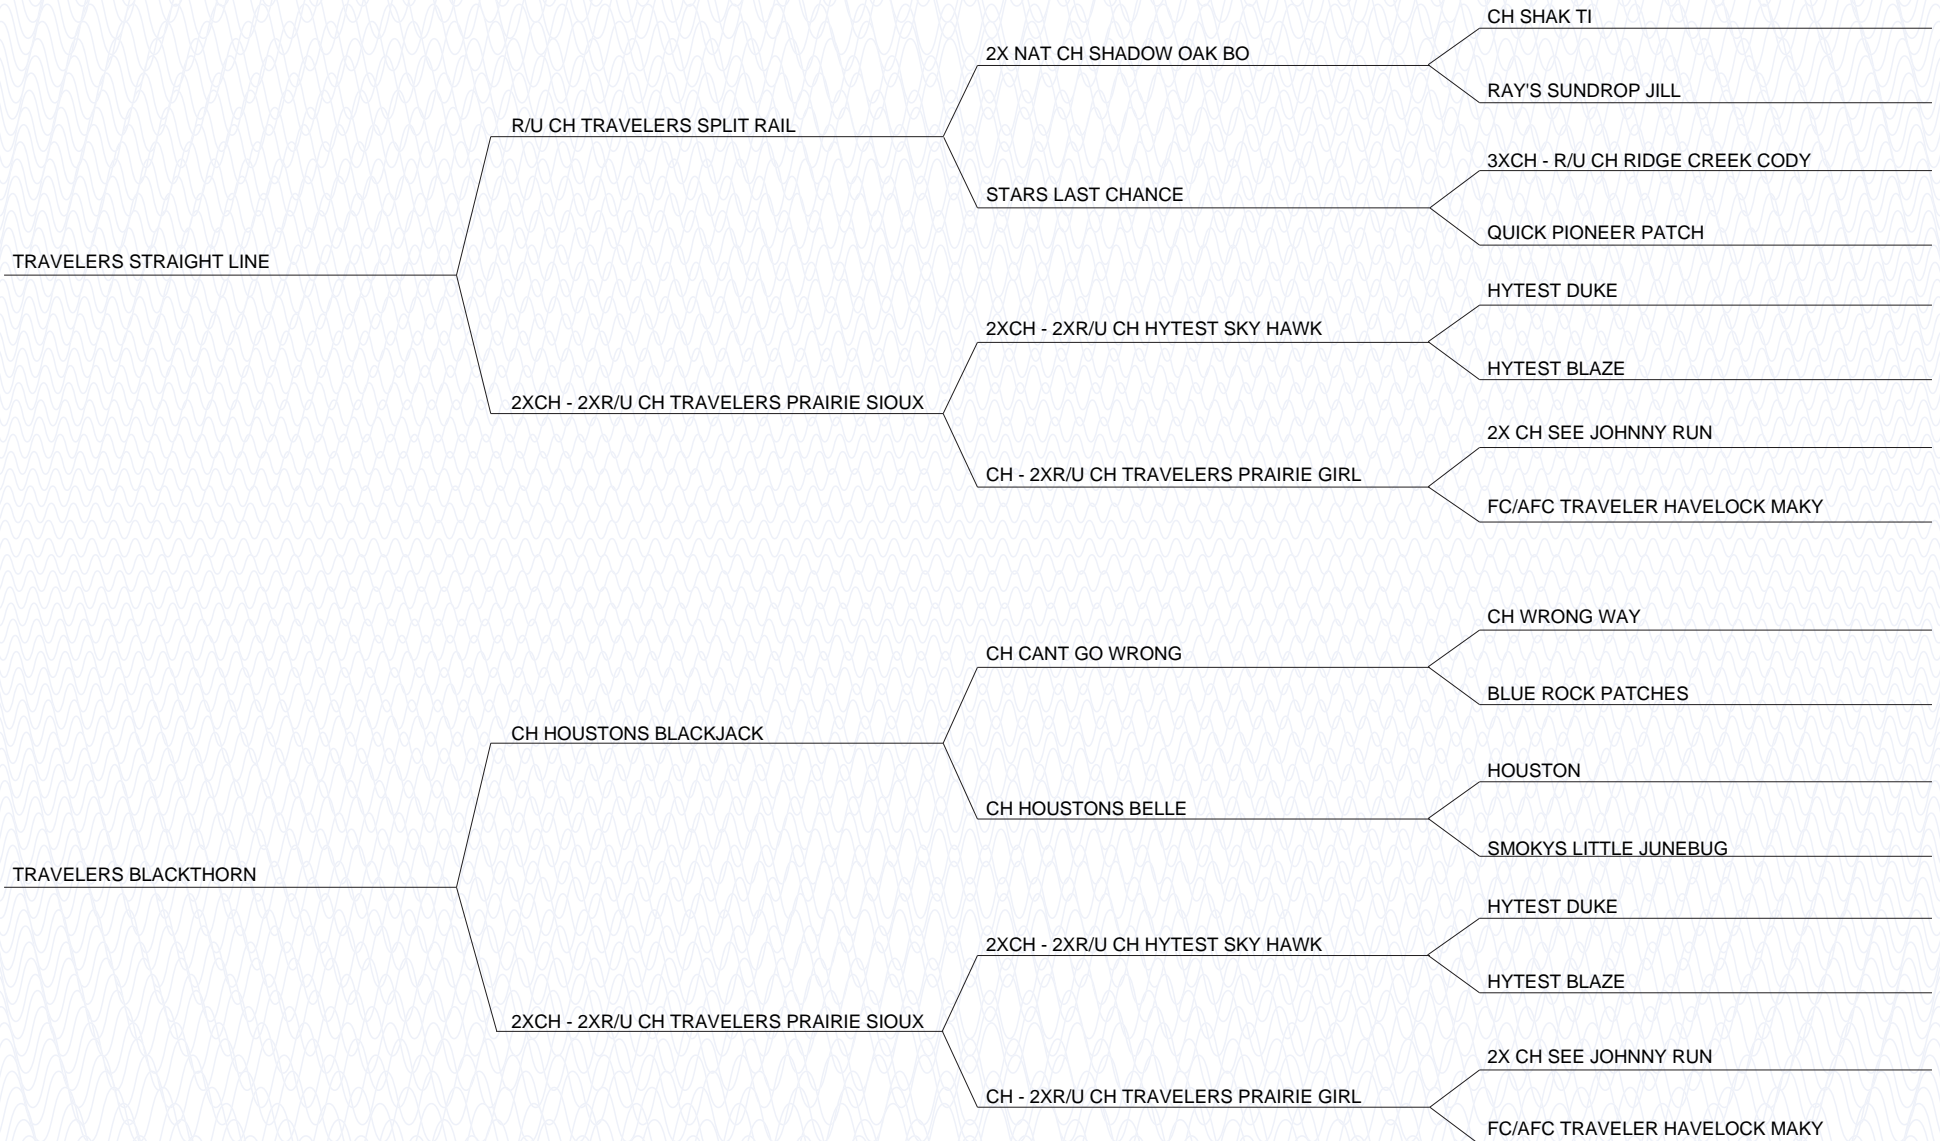 CH SHAK TI
2X NAT CH SHADOW OAK BO
RAY'S SUNDROP JILL
R/U CH TRAVELERS SPLIT RAIL
3XCH - R/U CH RIDGE CREEK CODY
STARS LAST CHANCE
QUICK PIONEER PATCH
TRAVELERS STRAIGHT LINE
HYTEST DUKE
2XCH - 2XR/U CH HYTEST SKY HAWK
HYTEST BLAZE
2XCH - 2XR/U CH TRAVELERS PRAIRIE SIOUX
2X CH SEE JOHNNY RUN
CH - 2XR/U CH TRAVELERS PRAIRIE GIRL
FC/AFC TRAVELER HAVELOCK MAKY
CH WRONG WAY
CH CANT GO WRONG
BLUE ROCK PATCHES
CH HOUSTONS BLACKJACK
HOUSTON
CH HOUSTONS BELLE
SMOKYS LITTLE JUNEBUG
TRAVELERS BLACKTHORN
HYTEST DUKE
2XCH - 2XR/U CH HYTEST SKY HAWK
HYTEST BLAZE
2XCH - 2XR/U CH TRAVELERS PRAIRIE SIOUX
2X CH SEE JOHNNY RUN
CH - 2XR/U CH TRAVELERS PRAIRIE GIRL
FC/AFC TRAVELER HAVELOCK MAKY